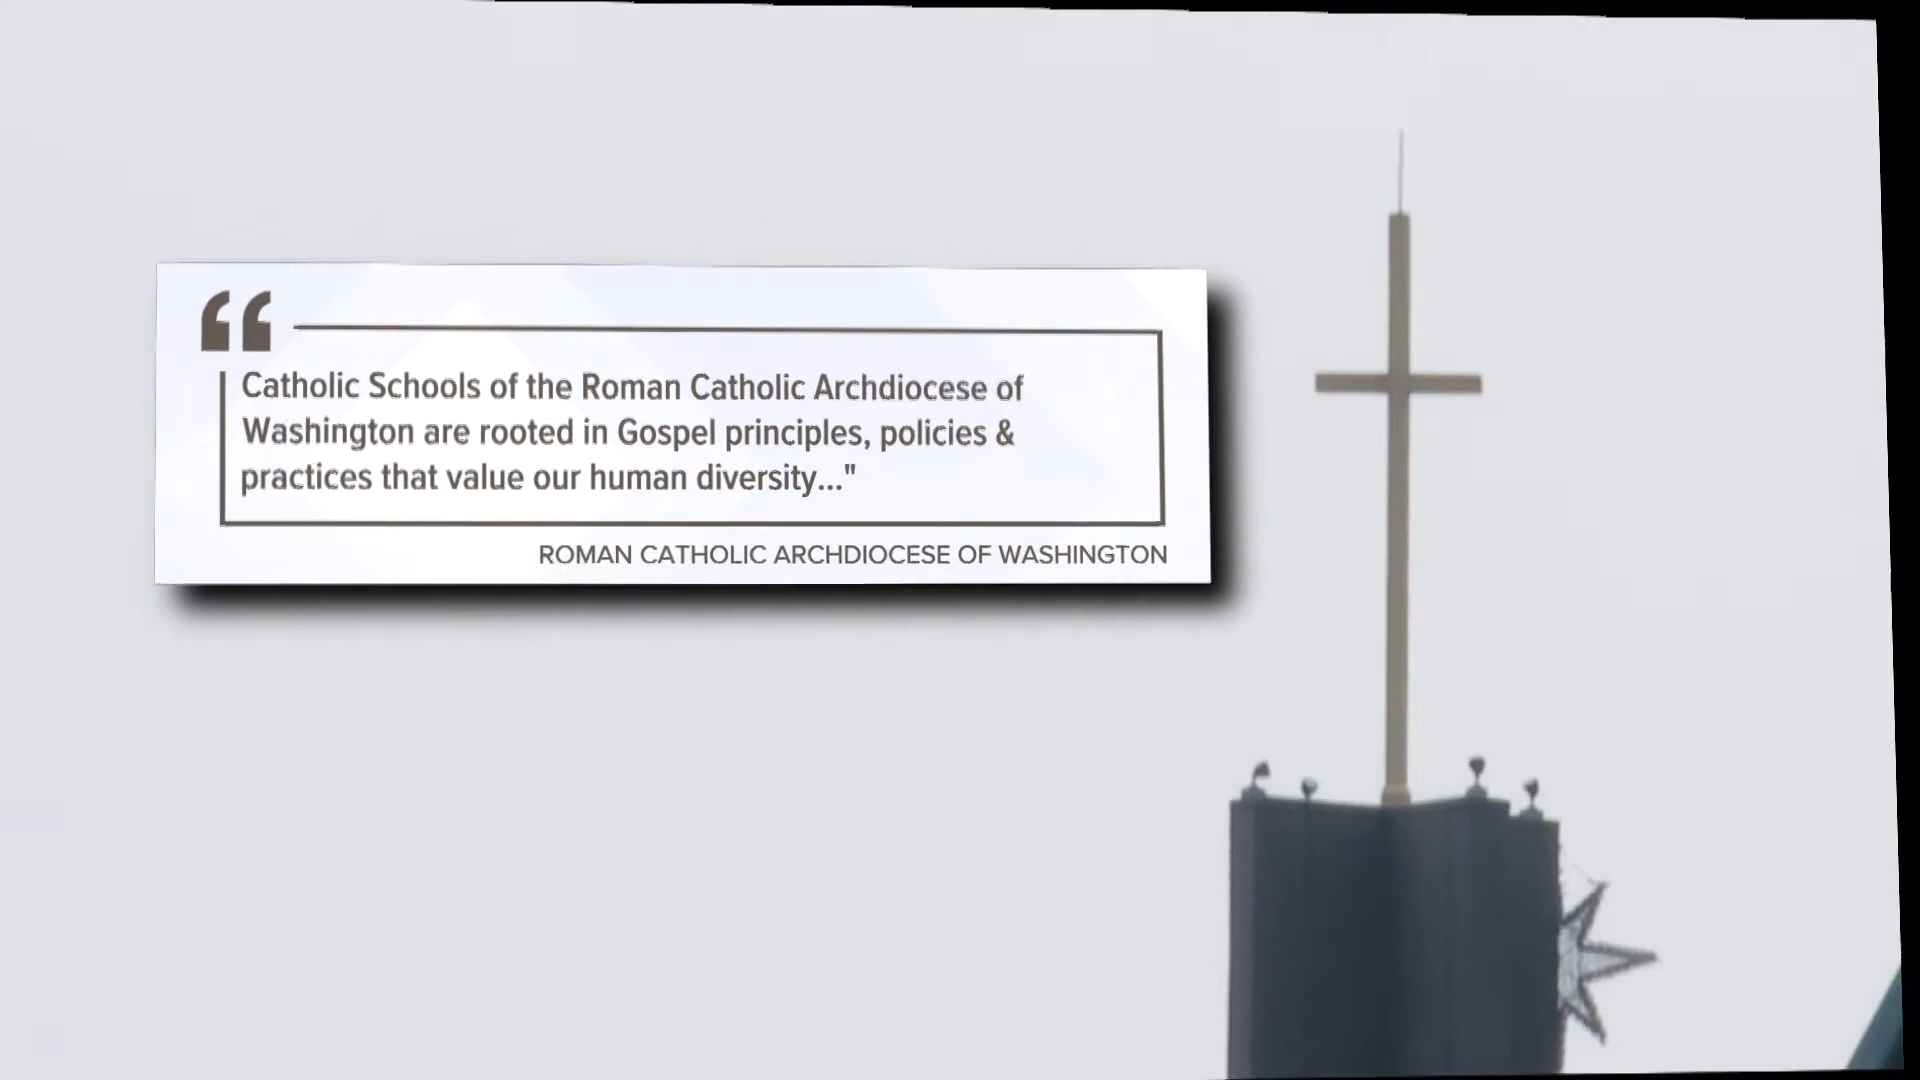 “
Catholic Schools of the Roman Catholic Archdiocese of
Washington are rooted in Gospel principles, policies &
practices that value our human diversity..."
ROMAN CATHOLIC ARCHDIOCESE OF WASHINGTON